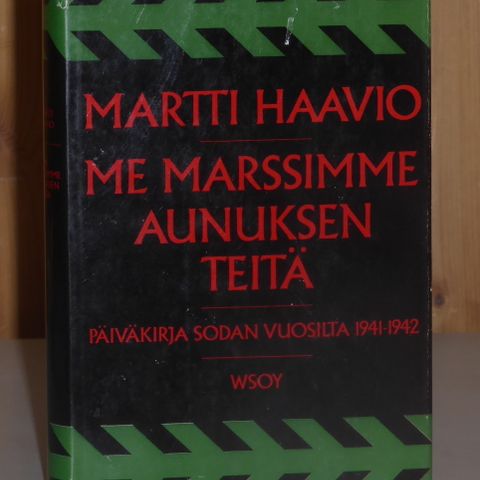 MARTTI HAAVIO
ME MARSSIMME
AUNUKSEN
TEITÄ
PÄIVÄKIRJA SODAN VUOSILTA 1941-1942
WSOY